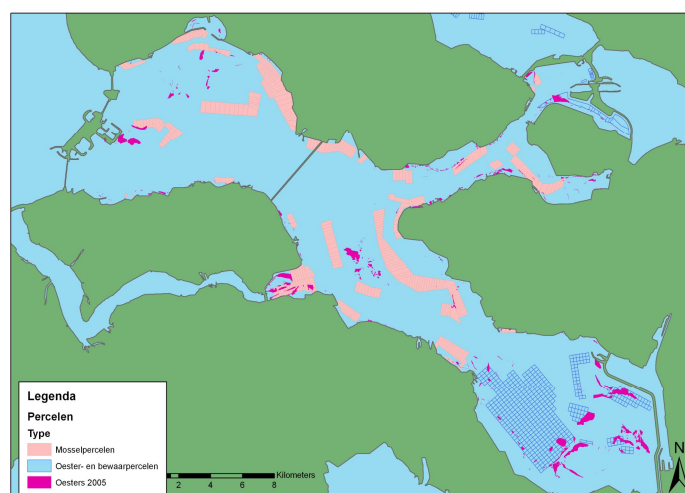 Legenda
Percelen
Type
Mosselpercelen
Oester- en bewaarpercelen
Oesters 2005
Kilometers
2 4 6 8
N